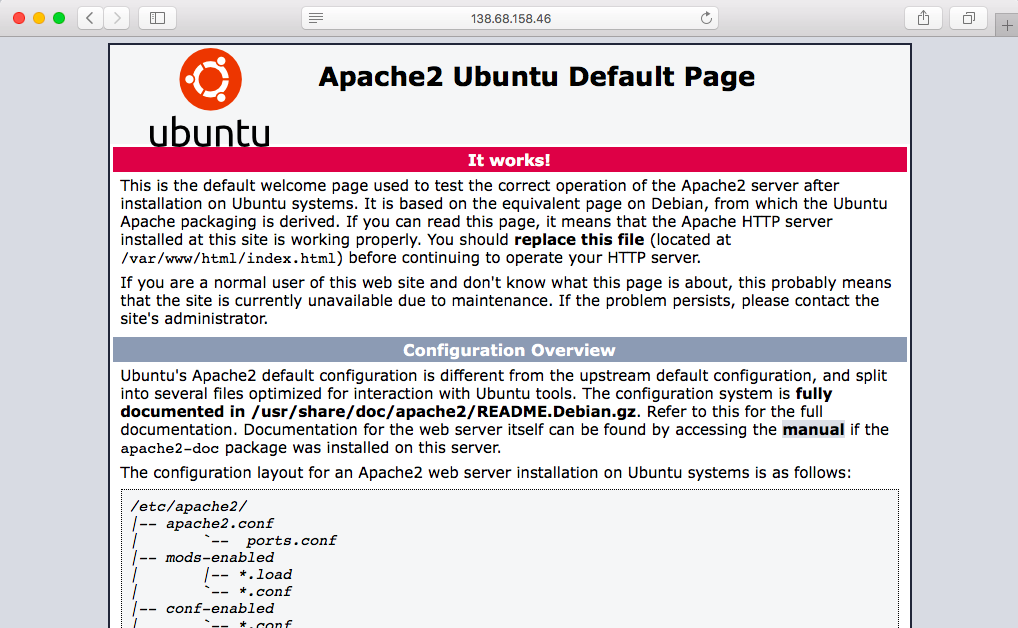 138.68.158.46
Apache2 Ubuntu Default Page
ubuntu
It works!
This is the default welcome page used to test the correct operation of the Apache2 server after
installation on Ubuntu systems. It is based on the equivalent page on Debian, from which the Ubuntu
Apache packaging is derived. If you can read this page, it means that the Apache HTTP server
installed at this site is working properly. You should replace this file (located at
/var/www/html/index.html) before continuing to operate your HTTP server.
If you are a normal user of this web site and don't know what this page is about, this probably means
that the site is currently unavailable due to maintenance. If the problem persists, please contact the
site's administrator.
Configuration Overview
Ubuntu's Apache2 default configuration is different from the upstream default configuration, and split
into several files optimized for interaction with Ubuntu tools. The configuration system is fully
documented in /usr/share/doc/apache2/README.Debian.gz. Refer to this for the full
documentation. Documentation for the web server itself can be found by accessing the manual if the
apache2-doc package was installed on this server.
The configuration layout for an Apache2 web server installation on Ubuntu systems is as follows:
/etc/apache2/
|-- apache2.conf
|       `--  ports.conf
|-- mods-enabled
|       |-- *.load
|       `-- *.conf
|-- conf-enabled
|       `-- *.conf